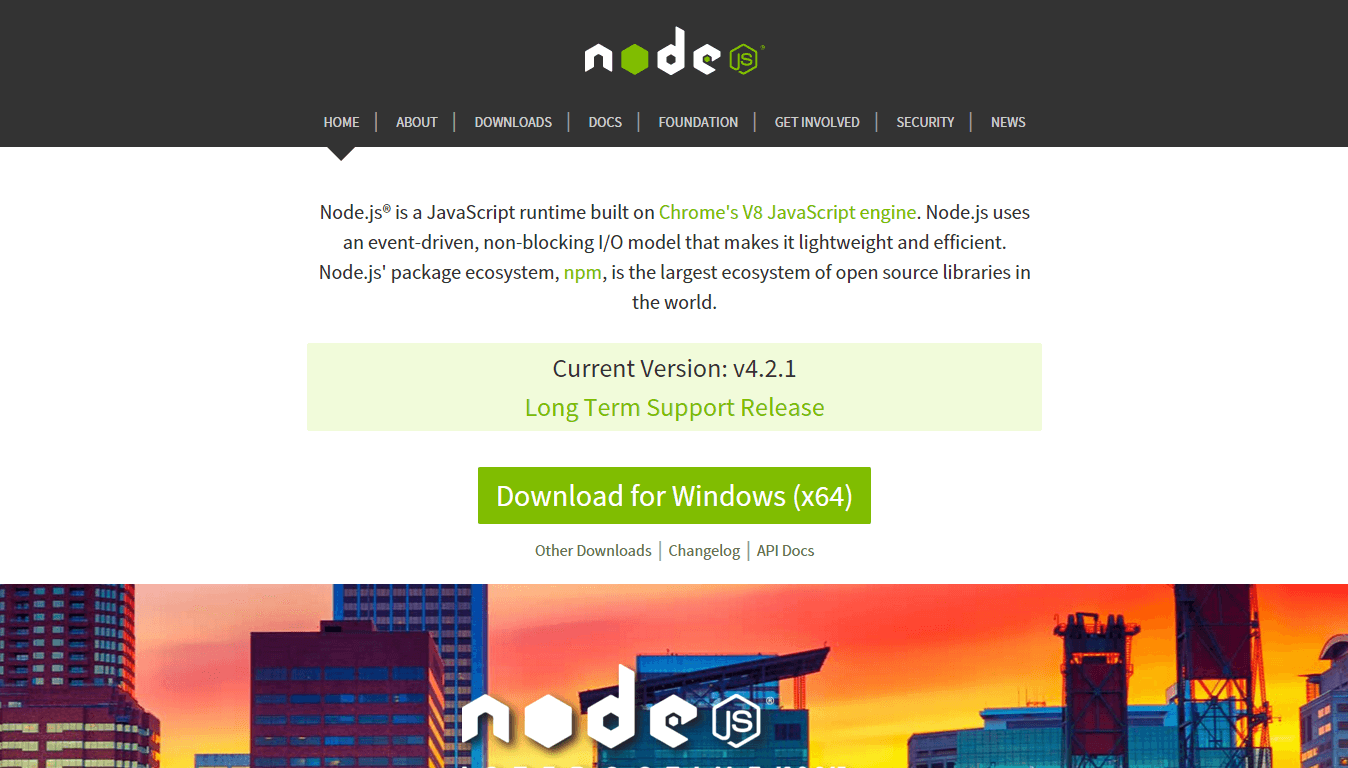 node JS ®
HOME ABOUT DOWNLOADS DOCS FOUNDATION GET INVOLVED SECURITY NEWS
Node.js® is a JavaScript runtime built on Chrome's V8 JavaScript engine. Node.js uses
an event-driven, non-blocking I/O model that makes it lightweight and efficient.
Node.js' package ecosystem, npm, is the largest ecosystem of open source libraries in
the world.
Current Version: v4.2.1
Long Term Support Release
Download for Windows (x64)
Other Downloads | Changelog | API Docs
node JS ®